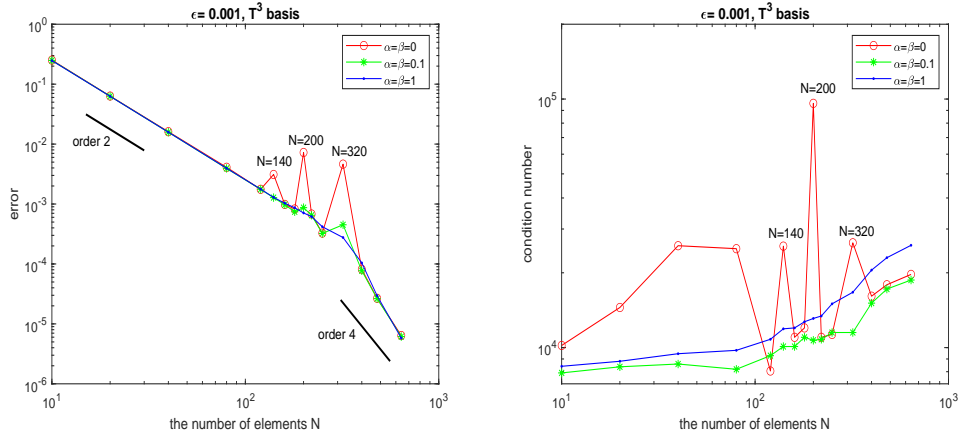 ϵ= 0.001, T³ basis
10⁰
10⁻¹
10⁻²
10⁻³
10⁻⁴
10⁻⁵
10⁻⁶
error
α=β=0
α=β=0.1
α=β=1
order 2
N=140
N=200
N=320
order 4
10¹
10²
10³
the number of elements N
ϵ= 0.001, T³ basis
10⁵
10⁴
condition number
α=β=0
α=β=0.1
α=β=1
N=200
N=140
N=320
10¹
10²
10³
the number of elements N